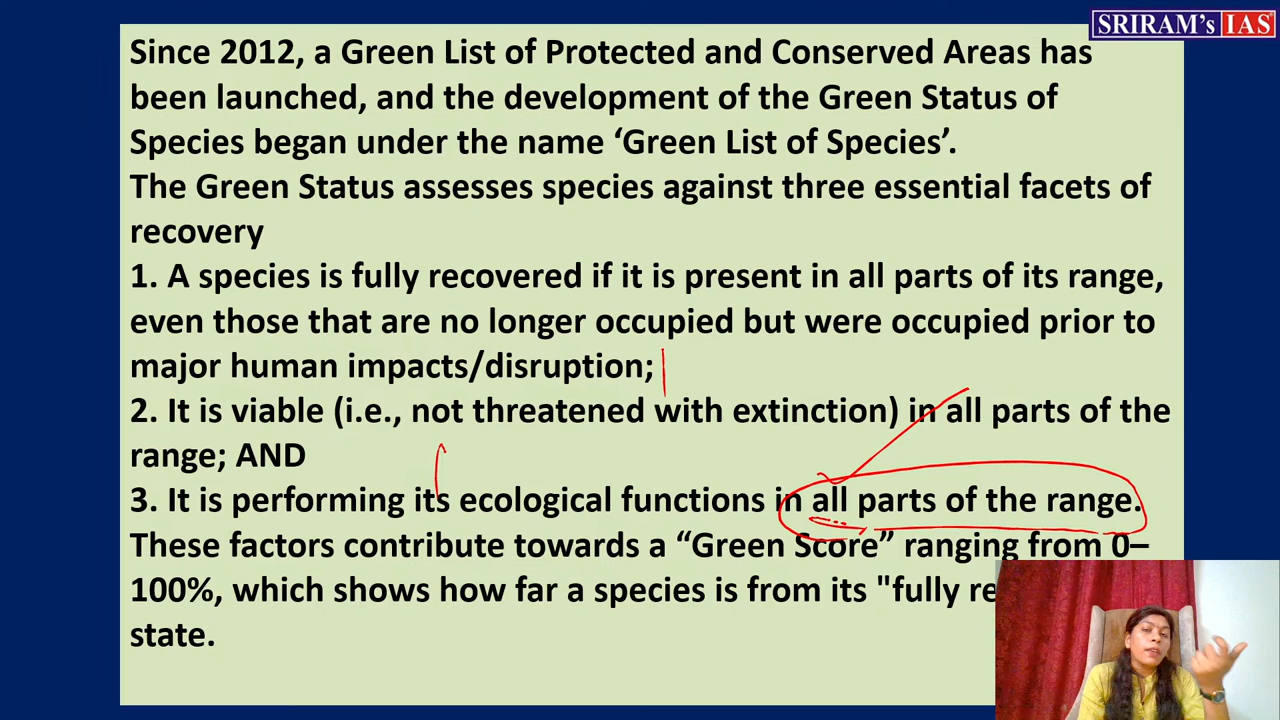 SRIRAM's IAS
Since 2012, a Green List of Protected and Conserved Areas has
been launched, and the development of the Green Status of
Species began under the name ‘Green List of Species’.
The Green Status assesses species against three essential facets of
recovery
1. A species is fully recovered if it is present in all parts of its range,
even those that are no longer occupied but were occupied prior to
major human impacts/disruption;
2. It is viable (i.e., not threatened with extinction) in all parts of the
range; AND
3. It is performing its ecological functions in all parts of the range.
These factors contribute towards a “Green Score” ranging from 0–
100%, which shows how far a species is from its "fully
state.